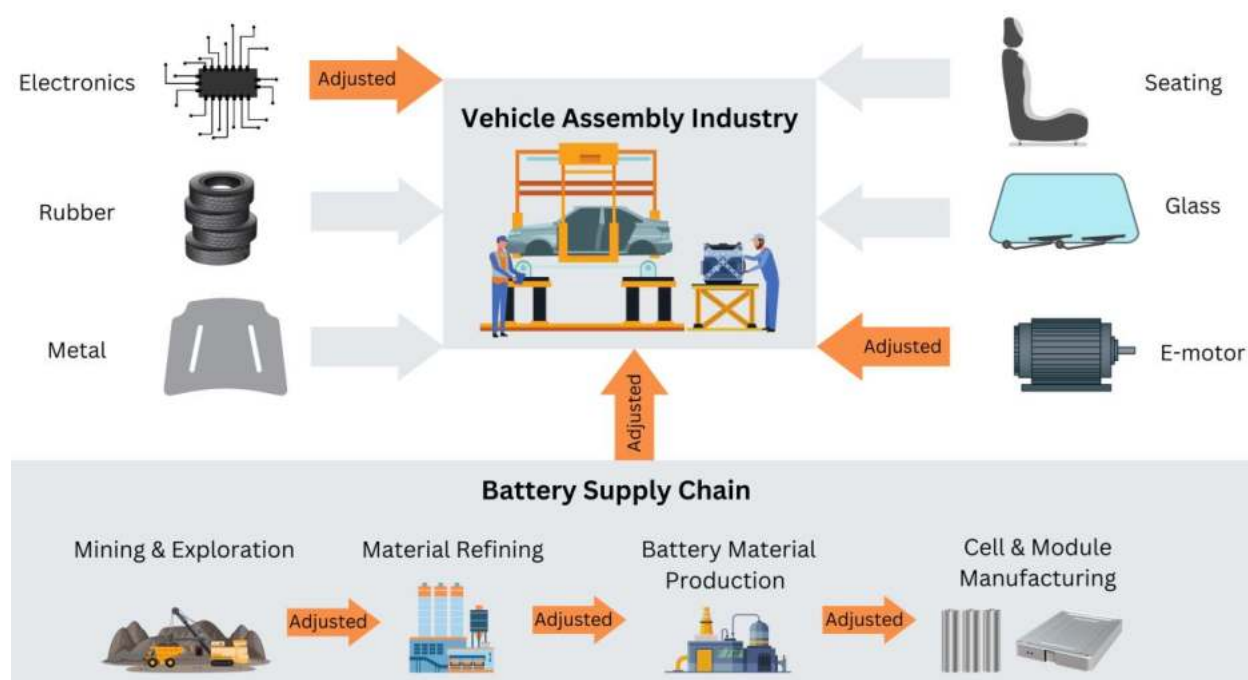 Electronics
Adjusted
Seating
Vehicle Assembly Industry
Rubber
Glass
Metal
Adjusted
E-motor
Adjusted
Battery Supply Chain
Mining & Exploration
Material Refining
Battery Material
Production
Cell & Module
Manufacturing
Adjusted
Adjusted
Adjusted